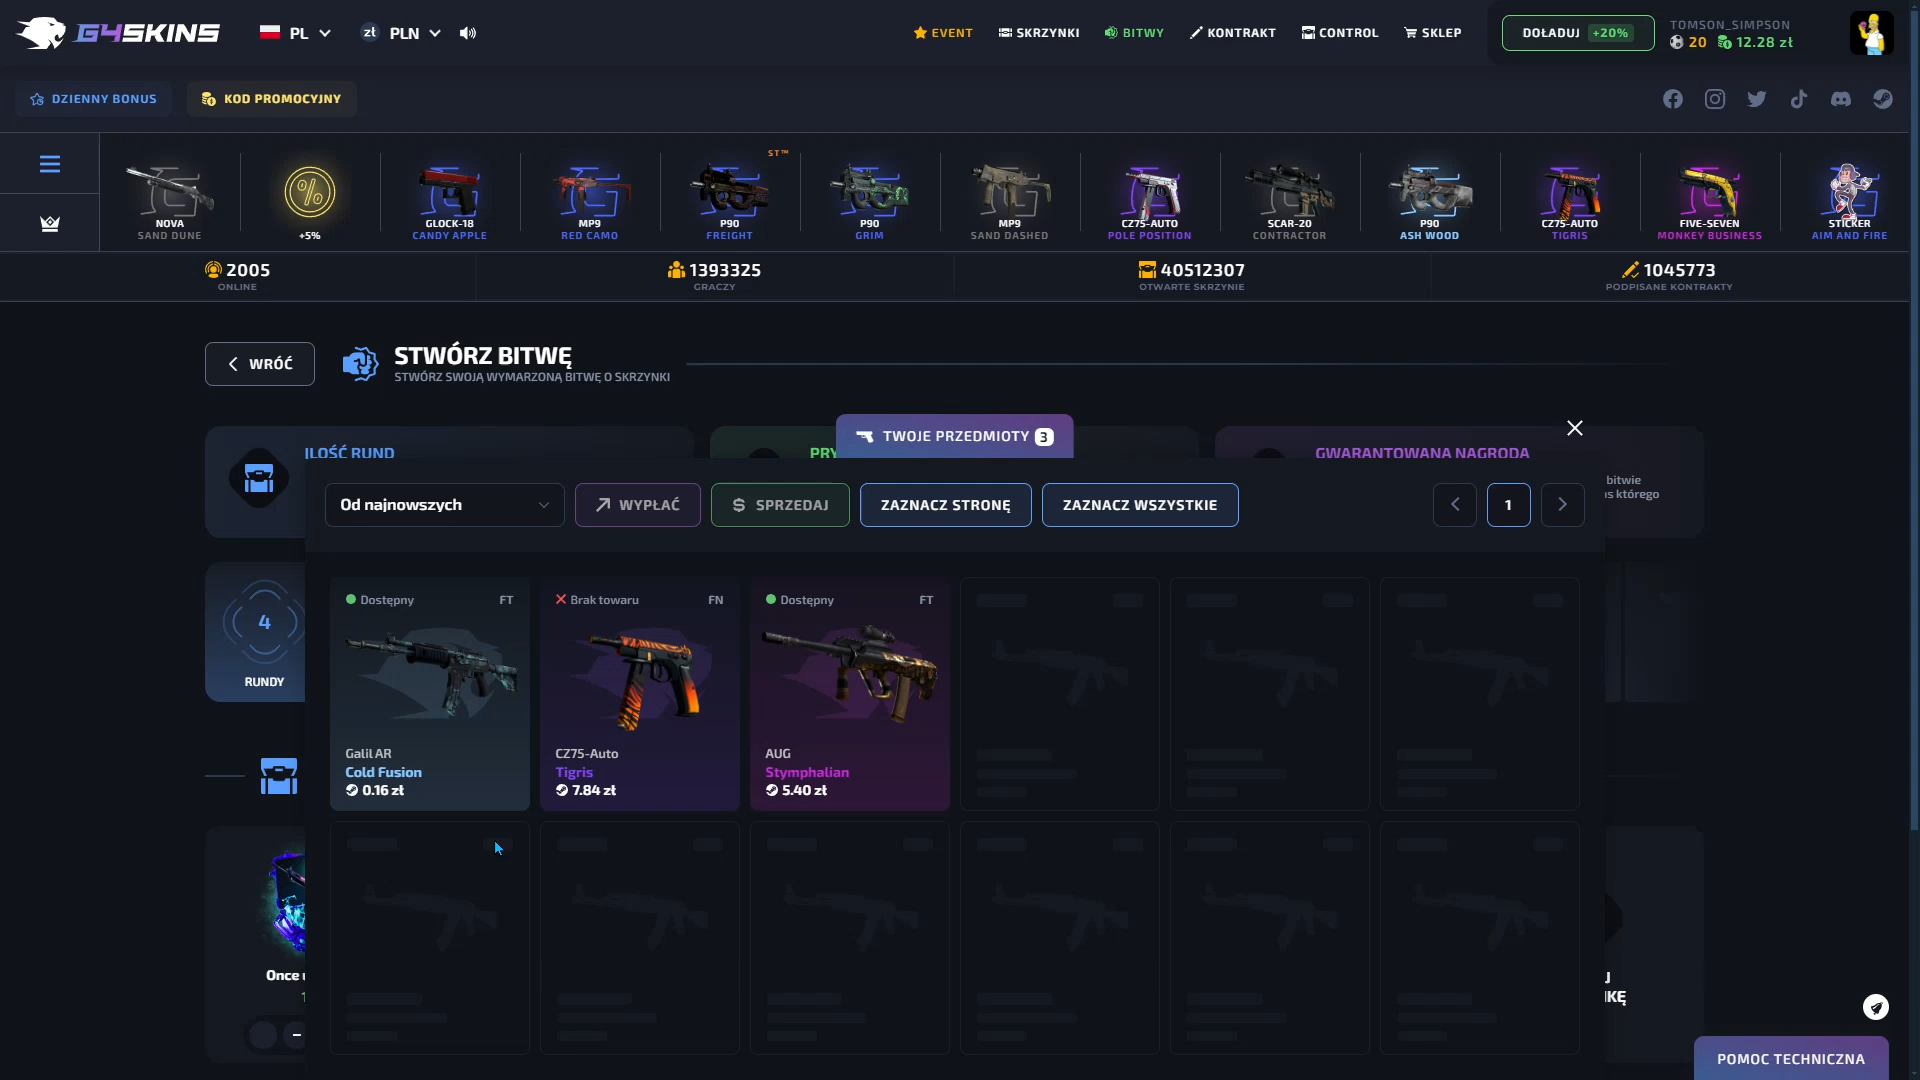 G4SKINS
PL
zł PLN
EVENT
SKRZYNKI
BITWY
KONTRAKT
CONTROL
SKLEP
DOŁADUJ +20%
TOMSON_SIMPSON
20 12.28 zł
DZIENNY BONUS
KOD PROMOCYJNY
NOVA
SAND DUNE
%
+5%
GLOCK-18
CANDY APPLE
MP9
RED CAMO
ST™
P90
FREIGHT
P90
GRIM
MP9
SAND DASHED
CZ75-AUTO
POLE POSITION
SCAR-20
CONTRACTOR
P90
ASH WOOD
CZ75-AUTO
TIGRIS
FIVE-SEVEN
MONKEY BUSINESS
STICKER
AIM AND FIRE
2005
ONLINE
1393325
GRACZY
40512307
OTWARTE SKRZYNIE
1045773
PODPISANE KONTRAKTY
WRÓĆ
STWÓRZ BITWĘ
STWÓRZ SWOJĄ WYMARZONĄ BITWĘ O SKRZYNKI
TWOJE PRZEDMIOTY 3
ILOŚĆ RUND
PRY
GWARANTOWANA NAGRODA
bitwie
s którego
Od najnowszych
WYPŁAĆ
$ SPRZEDAJ
ZAZNACZ STRONĘ
ZAZNACZ WSZYSTKIE
1
4
RUNDY
Dostępny FT
Galil AR
Cold Fusion
0.16 zł
Brak towaru FN
CZ75-Auto
Tigris
7.84 zł
Dostępny FT
AUG
Stymphalian
5.40 zł
Once
J
KĘ
POMOC TECHNICZNA